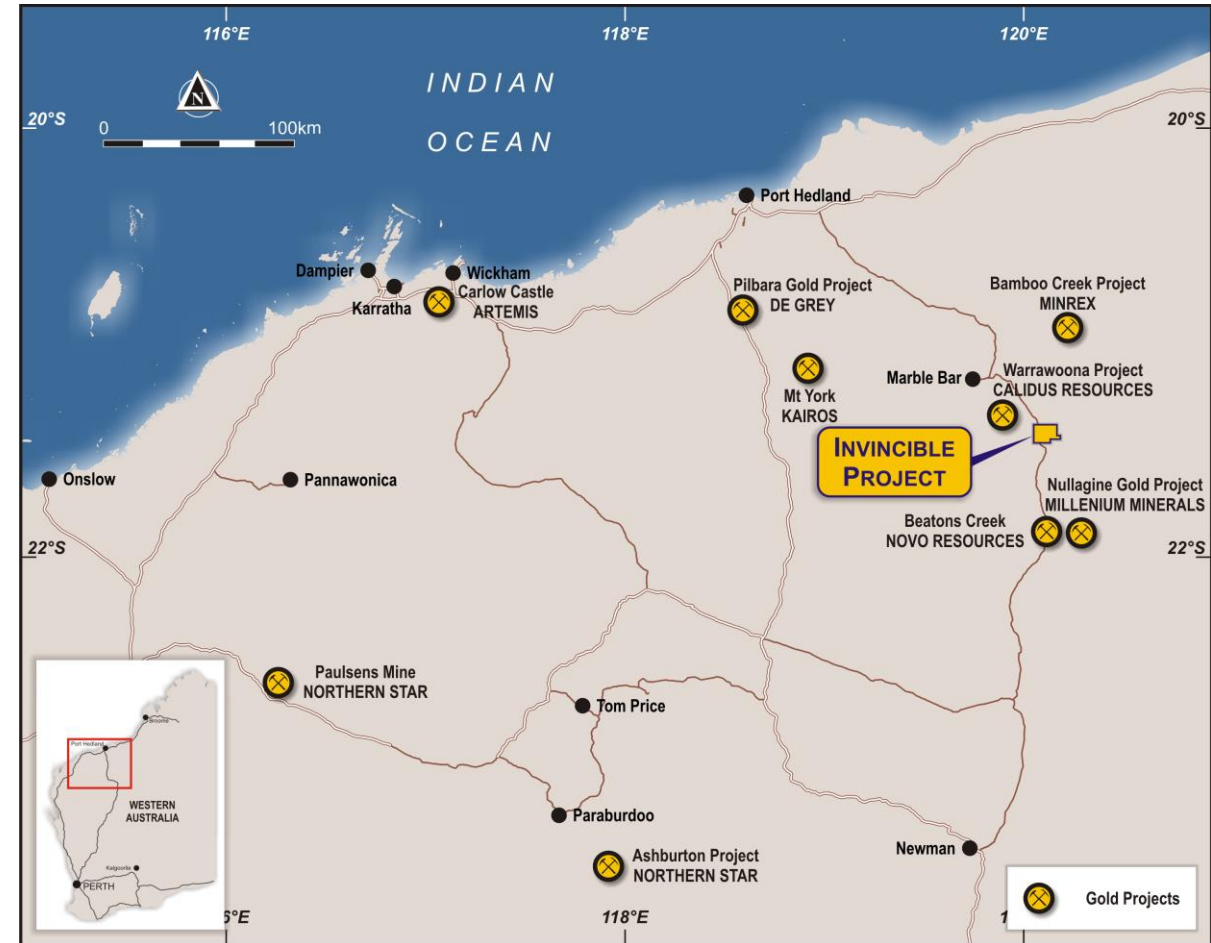 116°E
118°E
120°E
INDIAN
OCEAN
N
20°S
20°S
0
100km
Port Hedland
Dampier
Wickham
Karratha
Carlow Castle
ARTEMIS
Pilbara Gold Project
DE GREY
Bamboo Creek Project
MINREX
Marble Bar
Warrawoona Project
CALIDUS RESOURCES
Mt York
KAIROS
INVINCIBLE
PROJECT
Onslow
Pannawonica
Nullagine Gold Project
MILLENIUM MINERALS
Beatons Creek
NOVO RESOURCES
22°S
22°S
Paulsens Mine
NORTHERN STAR
Tom Price
Paraburdoo
Ashburton Project
NORTHERN STAR
Newman
Broome
Port Hedland
WESTERN
AUSTRALIA
Kalgoorlie
PERTH
Gold Projects
6°E
118°E
1